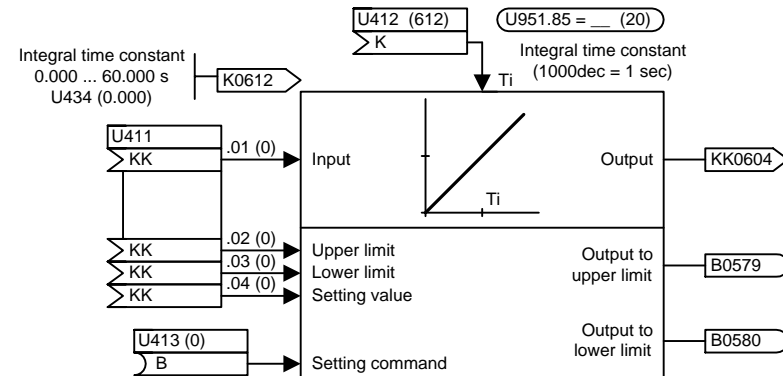 U412 (612)
K
U951.85 = __ (20)
Integral time constant
0.000 ... 60.000 s
U434 (0.000)
K0612
Integral time constant
(1000dec = 1 sec)
Ti
U411
KK
.01 (0)
Input
Ti
Output
KK0604
KK
.02 (0)
Upper limit
KK
.03 (0)
Lower limit
KK
.04 (0)
Setting value
Output to
upper limit
B0579
U413 (0)
B
Setting command
Output to
lower limit
B0580